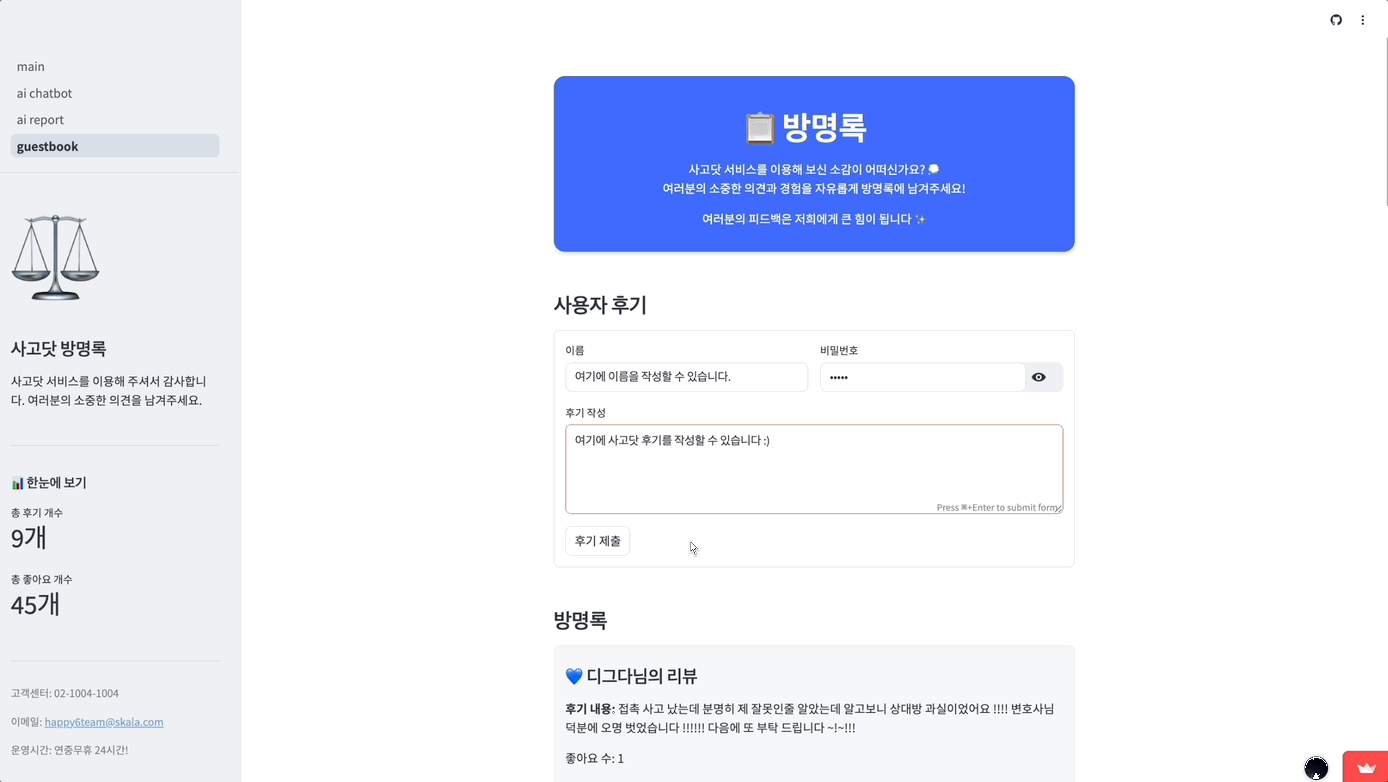 main
ai chatbot
ai report
guestbook
사고닷 방명록
사고닷 서비스를 이용해 주셔서 감사합니
다. 여러분의 소중한 의견을 남겨주세요.
📊 한눈에 보기
총 후기 개수
9개
총 좋아요 개수
45개
고객센터: 02-1004-1004
이메일: happy6team@skala.com
운영시간: 연중무휴 24시간!
📋 방명록
사고닷 서비스를 이용해 보신 소감이 어떠신가요? 💭
여러분의 소중한 의견과 경험을 자유롭게 방명록에 남겨주세요!
여러분의 피드백은 저희에게 큰 힘이 됩니다 ✨
사용자 후기
이름
비밀번호
여기에 이름을 작성할 수 있습니다.
•••••
후기 작성
여기에 사고닷 후기를 작성할 수 있습니다 :)
Press ⌘+Enter to submit form
후기 제출
방명록
💙 디그다님의 리뷰
후기 내용: 접촉 사고 났는데 분명히 제 잘못인줄 알았는데 알고보니 상대방 과실이었어요 !!!! 변호사님
덕분에 오명 벗었습니다 !!!!!! 다음에 또 부탁 드립니다 ~!~!!!
좋아요 수: 1